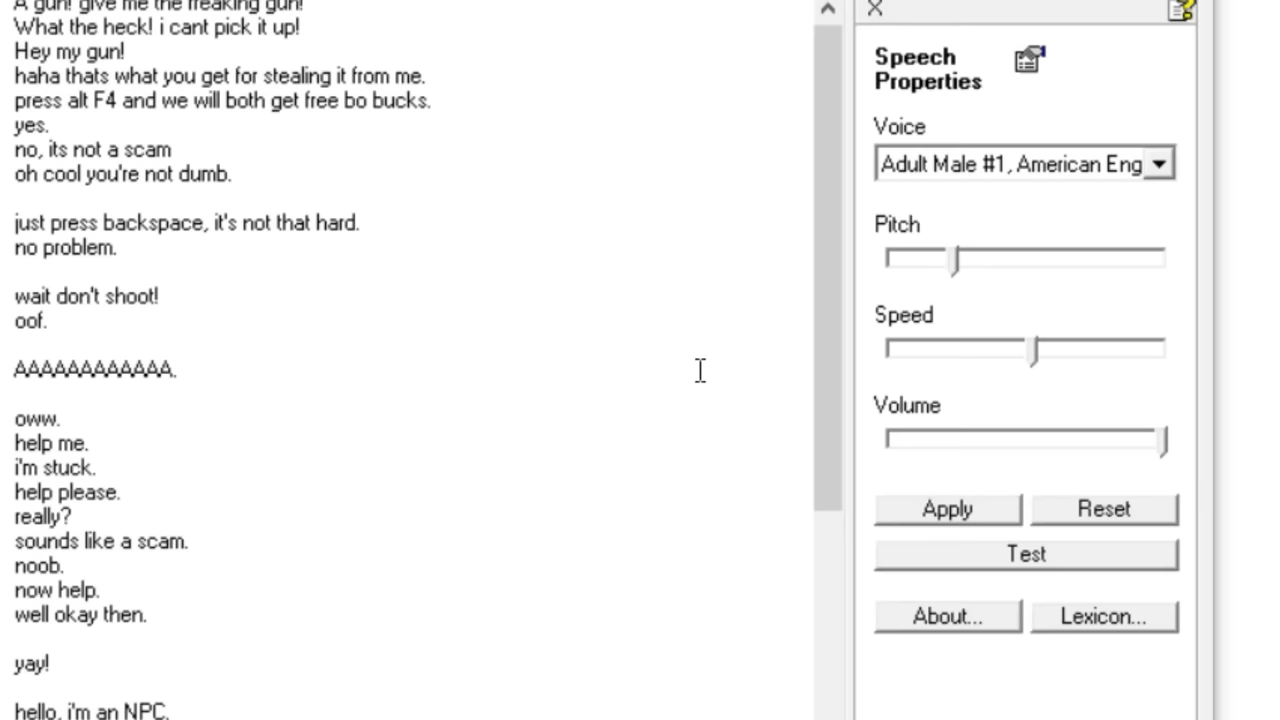 A gun! give me the freaking gun!
What the heck! i cant pick it up!
Hey my gun!
haha thats what you get for stealing it from me.
press alt F4 and we will both get free bo bucks.
yes.
no, its not a scam
oh cool you're not dumb.
just press backspace, it's not that hard.
no problem.
wait don't shoot!
oof.
AAAAAAAAAAAA.
oww.
help me.
i'm stuck.
help please.
really?
sounds like a scam.
noob.
now help.
well okay then.
yay!
hello, i'm an NPC.
Speech
Properties
Voice
Adult Male #1, American Eng
Pitch
Speed
Volume
Apply
Reset
Test
About...
Lexicon...